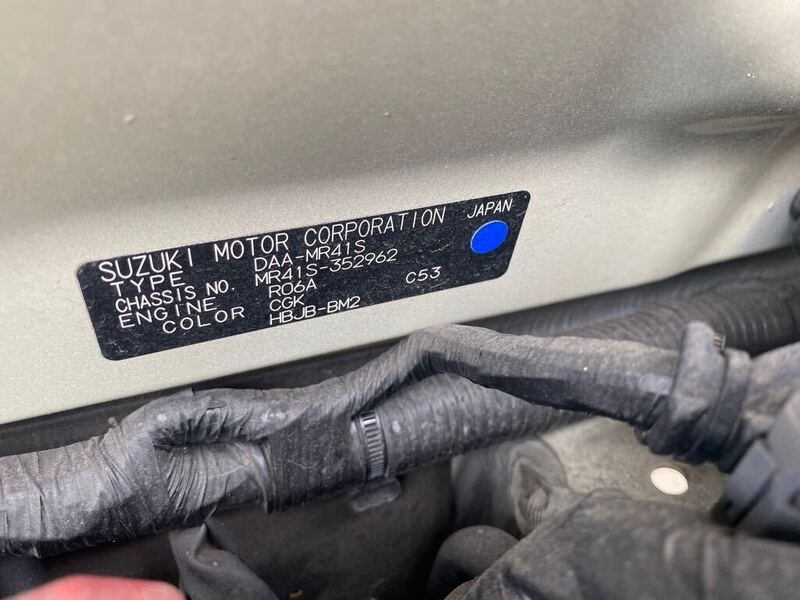 SUZUKI MOTOR CORPORATION JAPAN
TYPE DAA-MR41S
CHASSIS NO. MR41S-352962
ENGINE R06A C53
COLOR CGK
HBJB-BM2